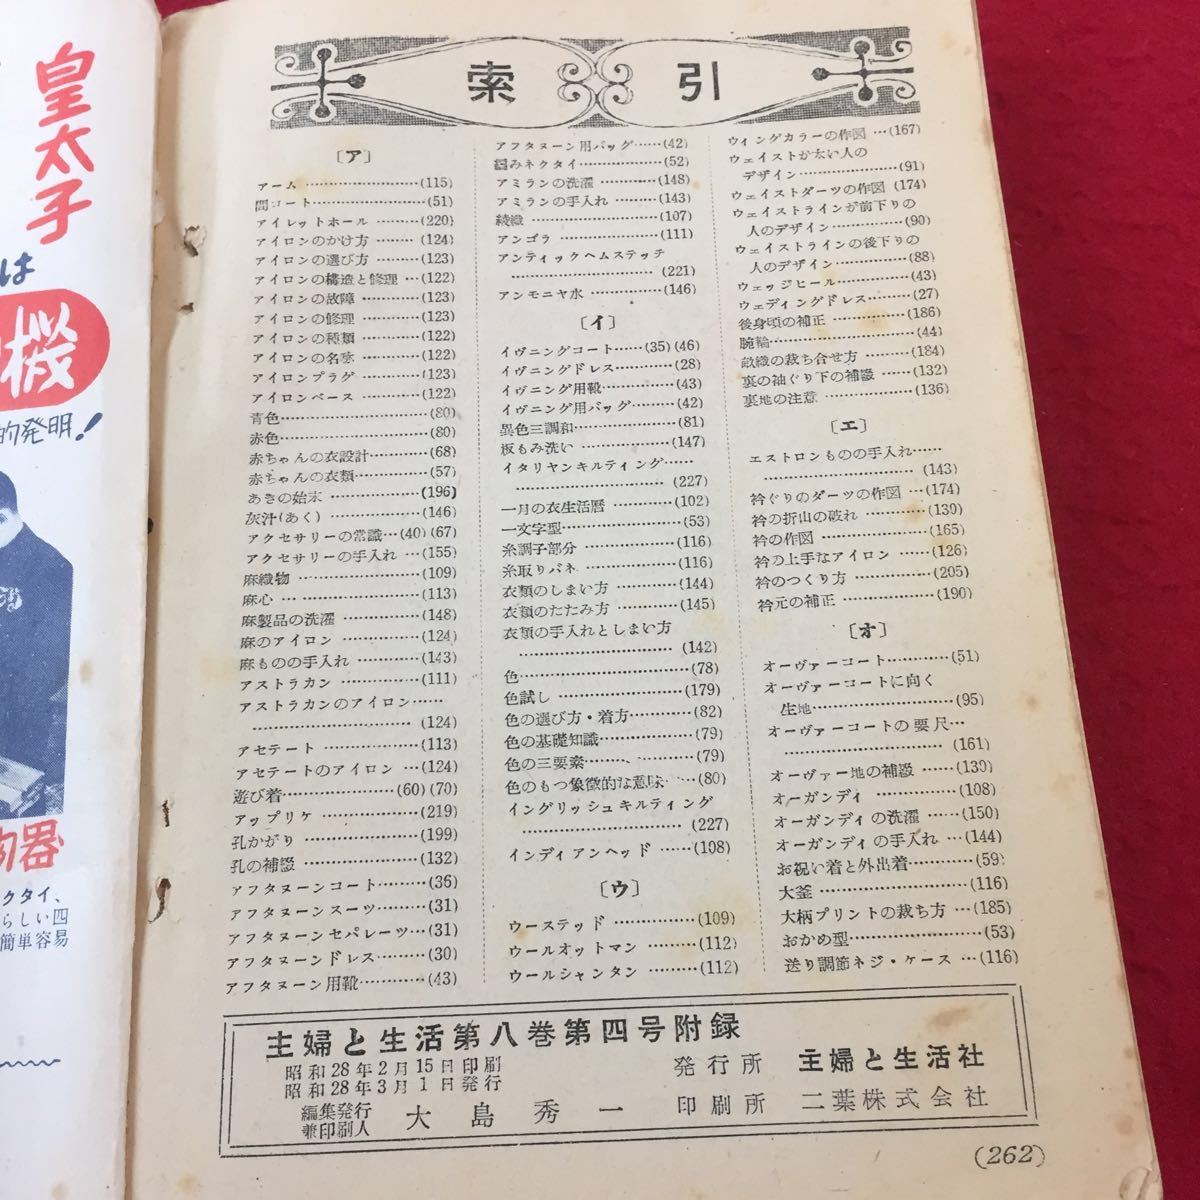 皇太子
は
機
的発明!
器
クタイ、
らしい四
簡単容易
索引
〔ア〕
アーム …………………(115)
間コート…………………(51)
アイレットホール ………(220)
アイロンのかけ方 ………(124)
アイロンの選び方 ………(123)
アイロンの構造と修理 …(122)
アイロンの故障 …………(123)
アイロンの修理 …………(123)
アイロンの種類 …………(122)
アイロンの名称 …………(122)
アイロンプラグ …………(123)
アイロンベース …………(122)
青色…………………………(80)
赤色…………………………(80)
赤ちゃんの衣設計…………(68)
赤ちゃんの衣類……………(57)
あきの始末 ………………(196)
灰汁(あく) ………………(146)
アクセサリーの常識…(40)(67)
アクセサリーの手入れ …(155)
麻織物 ……………………(109)
麻心 … ……………………(113)
麻製品の洗濯 ……………(148)
麻のアイロン ……………(124)
麻ものの手入れ …………(143)
アストラカン ……………(111)
アストラカンのアイロン……
……………………………(124)
アセテート ………………(113)
アセテートのアイロン …(124)
遊び着…………………(60)(70)
アップリケ ………………(219)
孔かがり …………………(199)
孔の補設 …………………(132)
アフタヌーンコート………(36)
アフタヌーンスーツ………(31)
アフタヌーンセパレーツ…(31)
アフタヌーンドレス………(30)
アフタヌーン用靴…………(43)
アフタヌーン用バッグ……(42)
編みネクタイ………………(52)
アミランの洗濯 …………(148)
アミランの手入れ ………(143)
綾織 ………………………(107)
アンゴラ …………………(111)
アンティックヘムステッチ
……………………………(221)
アンモニヤ水 ……………(146)
〔イ〕
イヴニングコート……(35)(46)
イヴニングドレス…………(28)
イヴニング用靴……………(43)
イヴニング用バッグ………(42)
異色三調和…………………(81)
板もみ洗い ………………(147)
イタリヤンキルティング……
……………………………(227)
一月の衣生活暦 …………(102)
一文字型……………………(53)
糸調子部分 ………………(116)
糸取りバネ ………………(116)
衣類のしまい方 …………(144)
衣類のたたみ方 …………(145)
衣類の手入れとしまい方
……………………………(142)
色……………………………(78)
色試し ……………………(179)
色の選び方・着方…………(82)
色の基礎知識………………(79)
色の三要素…………………(79)
色のもつ象徴的な意味……(80)
イングリッシュキルティング
……………………………(227)
インディアンヘッド ……(108)
〔ウ〕
ウーステッド ……………(109)
ウールオットマン ………(112)
ウールシャンタン ………(112)
ウィングカラーの作図 …(167)
ウェイストが太い人の
デザイン……………………(91)
ウェイストダーツの作図 (174)
ウェイストラインが前下りの
人のデザイン………………(90)
ウェイストラインの後下りの
人のデザイン………………(88)
ウェッジヒール……………(43)
ウェディングドレス………(27)
後身頃の補正 ……………(186)
腕輪…………………………(44)
畝織の裁ち合せ方 ………(184)
裏の袖ぐり下の補設 ……(132)
裏地の注意 ………………(136)
〔エ〕
エストロンものの手入れ……
……………………………(143)
衿ぐりのダーツの作図 …(174)
衿の折山の破れ …………(139)
衿の作図 …………………(165)
衿の上手なアイロン ……(126)
衿のつくり方 ……………(205)
衿元の補正 ………………(190)
〔オ〕
オーヴァーコート…………(51)
オーヴァーコートに向く
生地…………………………(95)
オーヴァーコートの要尺…
……………………………(161)
オーヴァー地の補設 ……(139)
オーガンディ ……………(108)
オーガンディの洗濯 ……(150)
オーガンディの手入れ …(144)
お祝い着と外出着…………(59)
大釜 ………………………(116)
大柄プリントの裁ち方 …(185)
おかめ型……………………(53)
送り調節ネジ・ケース …(116)
主婦と生活第八巻第四号附録
昭和28年2月15日印刷
昭和28年3月1日発行
発行所 主婦と生活社
編集発行
兼印刷人 大島秀一
印刷所 二葉株式会社
(262)